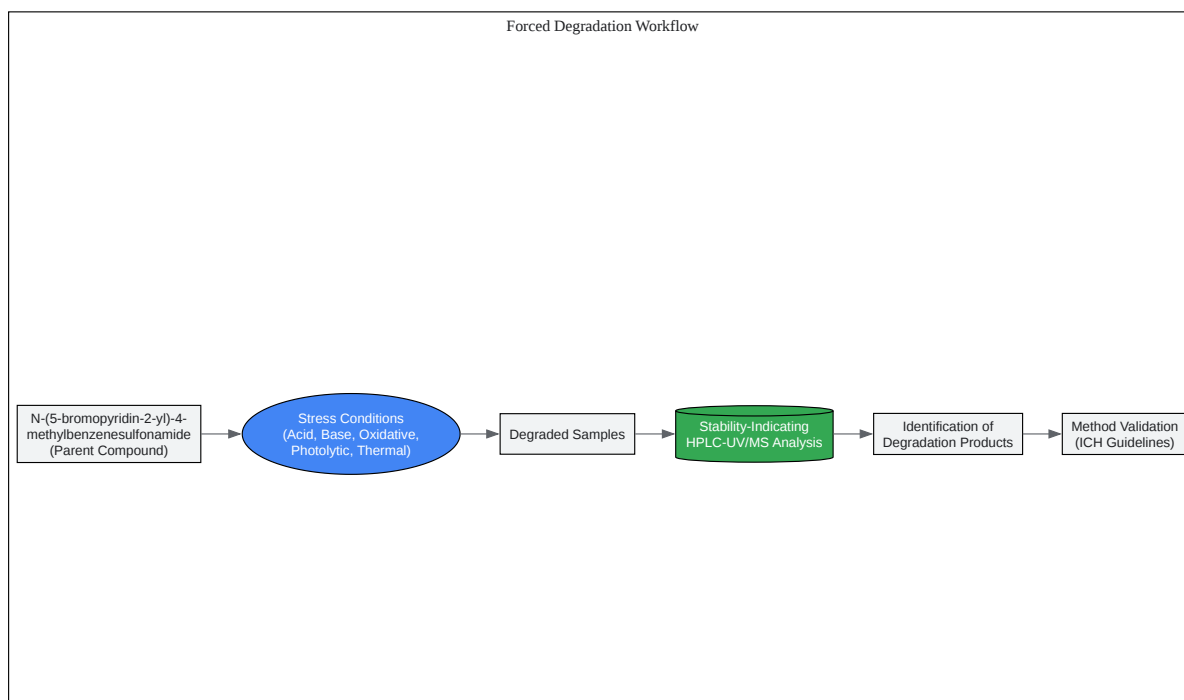 Forced Degradation Workflow
N-(5-bromopyridin-2-yl)-4-
methylbenzenesulfonamide
(Parent Compound)
Stress Conditions
(Acid, Base, Oxidative,
Photolytic, Thermal)
Degraded Samples
Stability-Indicating
HPLC-UV/MS Analysis
Identification of
Degradation Products
Method Validation
(ICH Guidelines)